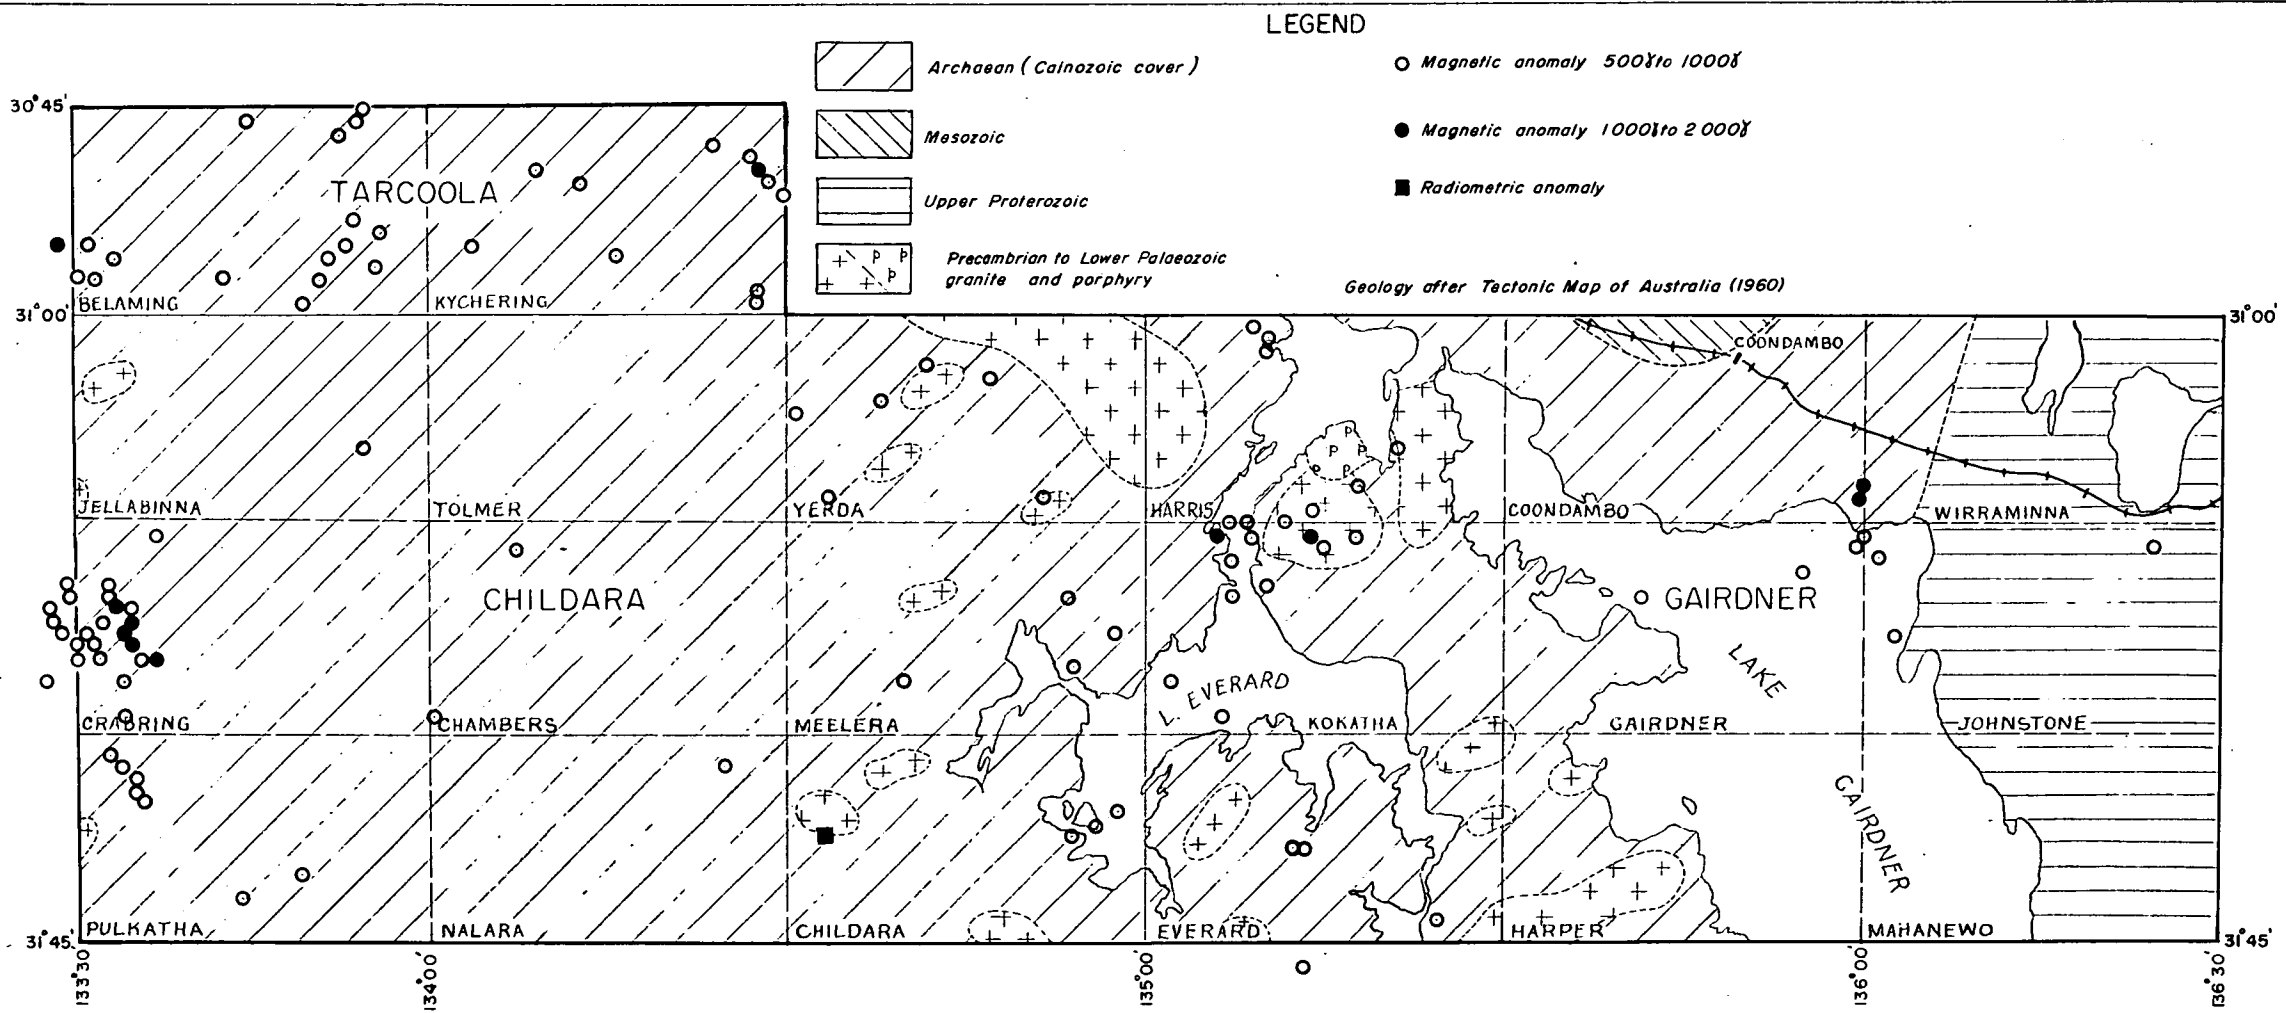 LEGEND
Archaean (Cainozoic cover)
Mesozoic
Upper Proterozoic
P P
P
Precambrian to Lower Palaeozoic
granite and porphyry
Magnetic anomaly 500γ to 1000γ
Magnetic anomaly 1000γ to 2000γ
Radiometric anomaly
Geology after Tectonic Map of Australia (1960)
30°45'
TARCOOLA
BELAMING
KYCHERING
31°00'
31°00'
COONDAMBO
P
P P
P P
JELLABINNA
TOLMER
YERDA
HARRIS
COONDAMBO
WIRRAMINNA
CHILDARA
GAIRDNER
LAKE
L. EVERARD
CRABRING
CHAMBERS
MEELERA
KOKATHA
GAIRDNER
JOHNSTONE
GAIRDNER
PULKATHA
NALARA
CHILDARA
EVERARD
HARPER
MAHANEWO
31°45'
31°45'
133°30'
134°00'
135°00'
136°00'
136°30'